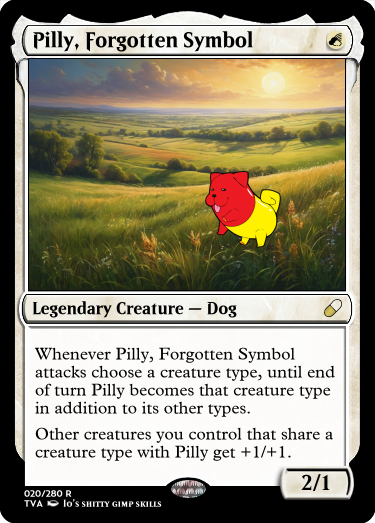 Pilly, Forgotten Symbol
Legendary Creature — Dog
Whenever Pilly, Forgotten Symbol
attacks choose a creature type, until end
of turn Pilly becomes that creature type
in addition to its other types.
Other creatures you control that share a
creature type with Pilly get +1/+1.
2/1
020/280 R
TVA Io's shitty gimp skills